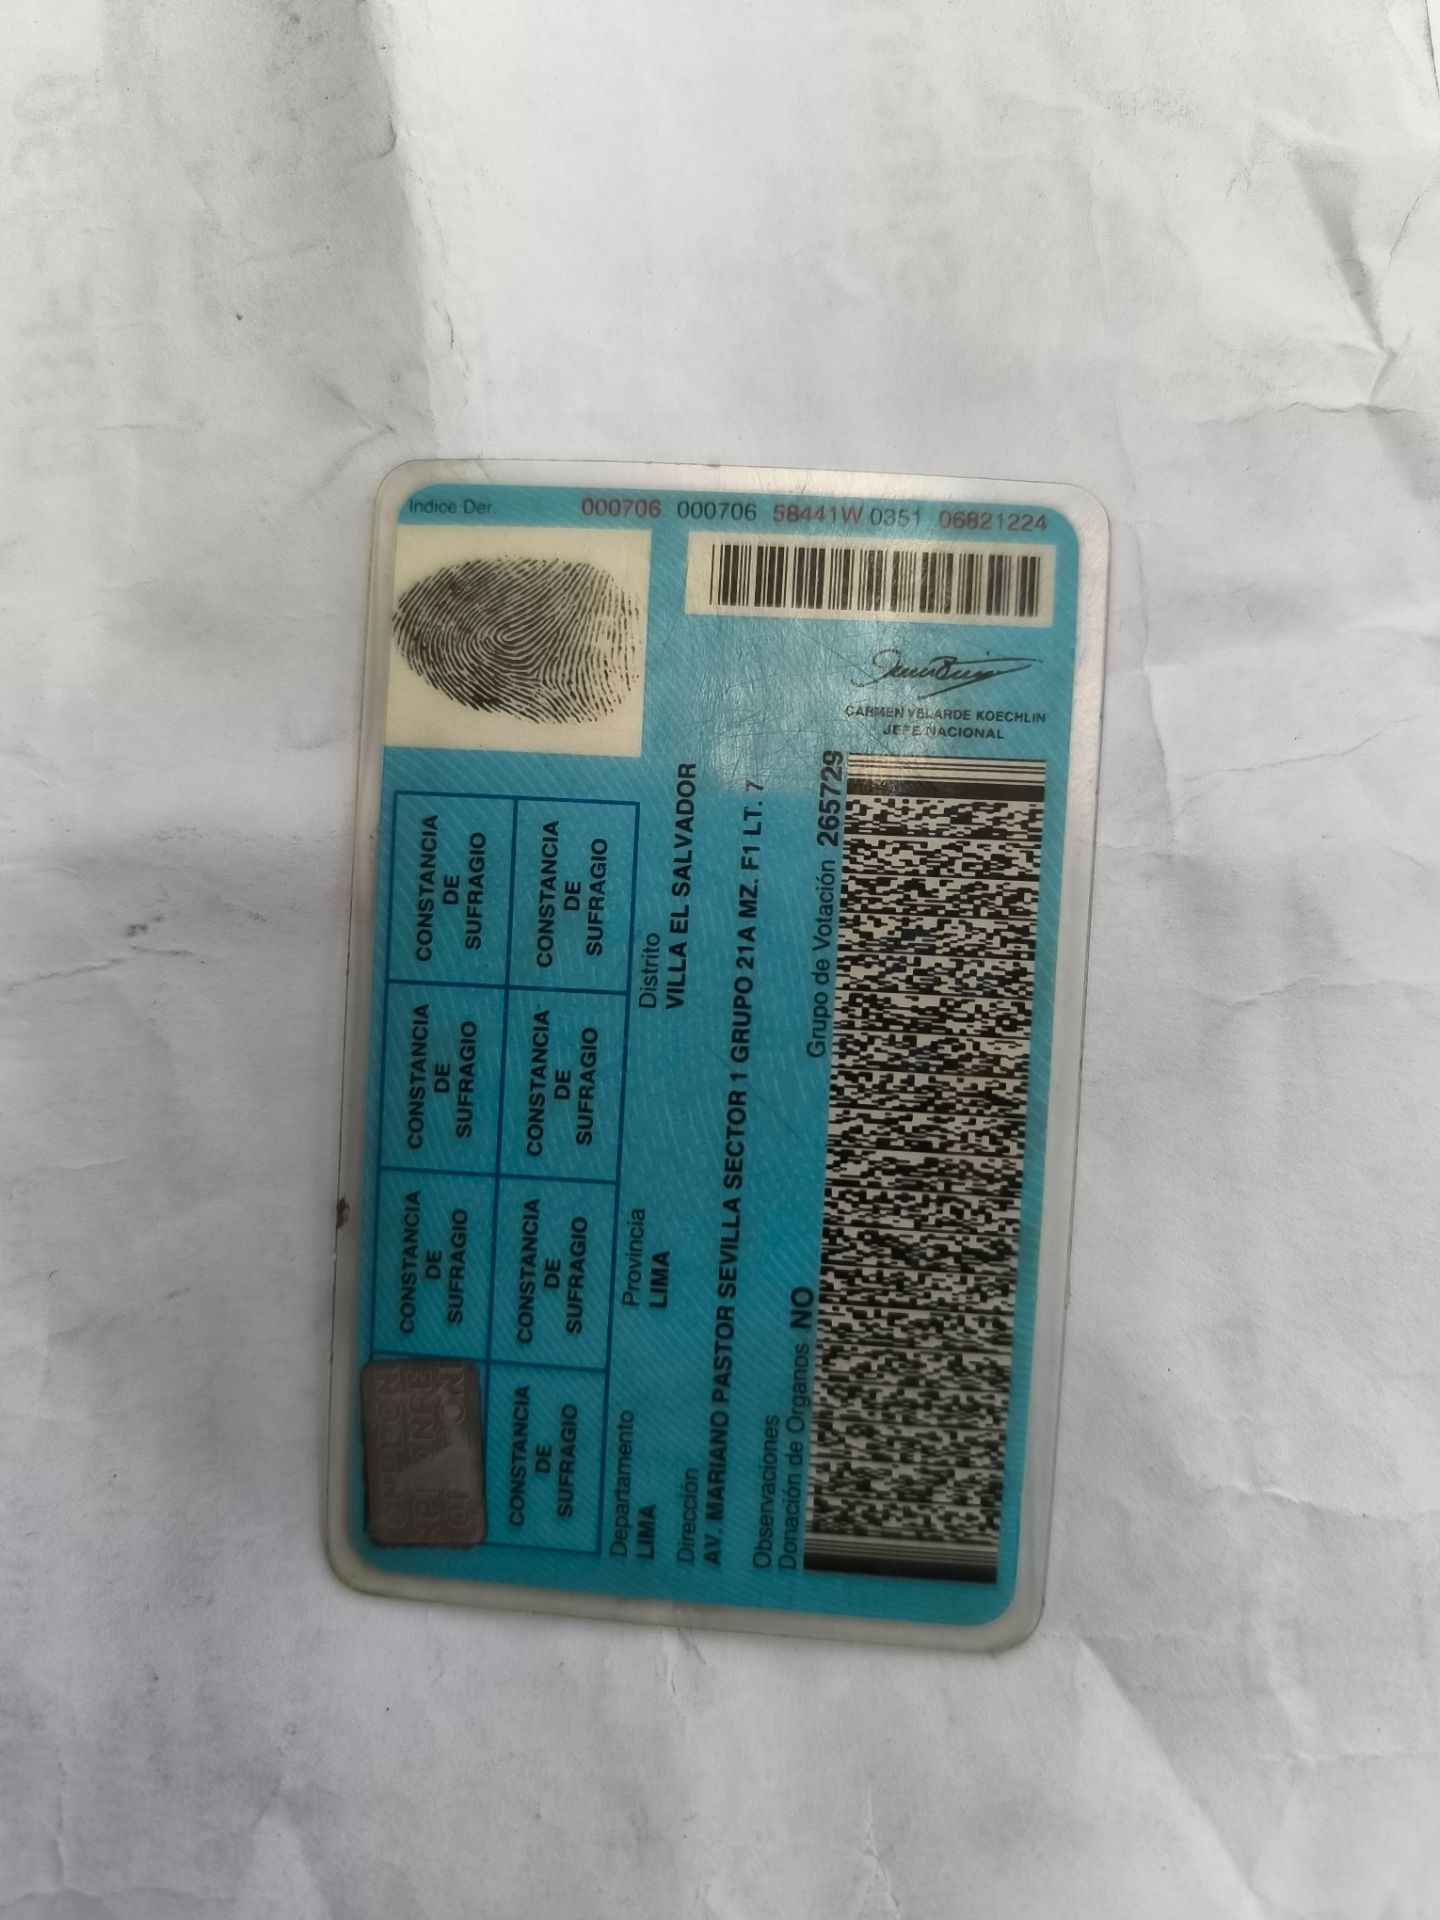 CONSTANCIA DE SUFRAGIO
CONSTANCIA DE SUFRAGIO
CONSTANCIA DE SUFRAGIO
CONSTANCIA DE SUFRAGIO
CONSTANCIA DE SUFRAGIO
CONSTANCIA DE SUFRAGIO
CONSTANCIA DE SUFRAGIO
Indice Der.
Departamento Provincia Distrito
LIMA LIMA VILLA EL SALVADOR
Dirección
AV. MARIANO PASTOR SEVILLA SECTOR 1 GRUPO 21A MZ. F1 LT. 7
Observaciones
Donación de Organos NO Grupo de Votación 265729
000706 000706 58441W 0351 06821224
CARMEN VELARDE KOECHLIN
JEFE NACIONAL